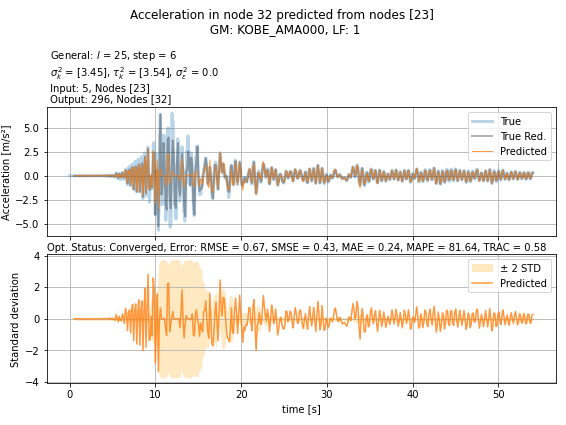 Acceleration in node 32 predicted from nodes [23]
GM: KOBE_AMA000, LF: 1
General: l = 25, step = 6
σ²ₖ = [3.45], τ²ₖ = [3.54], σ²ε = 0.0
Input: 5, Nodes [23]
Output: 296, Nodes [32]
Acceleration [m/s²]
5.0
2.5
0.0
−2.5
−5.0
True
True Red.
Predicted
Opt. Status: Converged, Error: RMSE = 0.67, SMSE = 0.43, MAE = 0.24, MAPE = 81.64, TRAC = 0.58
Standard deviation
4
2
0
−2
−4
± 2 STD
Predicted
0 10 20 30 40 50
time [s]